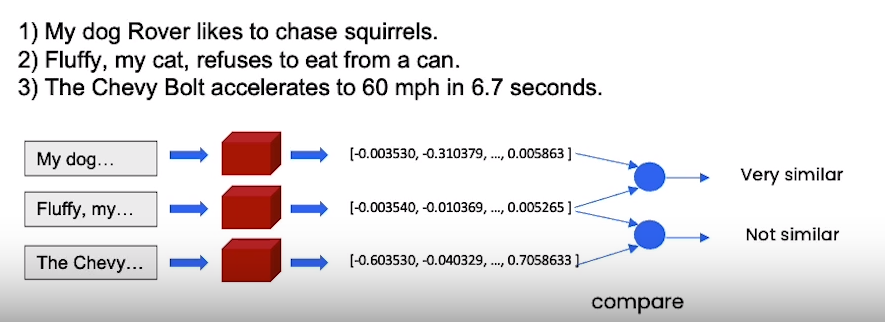 1) My dog Rover likes to chase squirrels.
2) Fluffy, my cat, refuses to eat from a can.
3) The Chevy Bolt accelerates to 60 mph in 6.7 seconds.
My dog...
[-0.003530, -0.310379, ..., 0.005863 ]
Very similar
Fluffy, my...
[-0.003540, -0.010369, ..., 0.005265 ]
Not similar
The Chevy...
[-0.603530, -0.040329, ..., 0.7058633 ]
compare